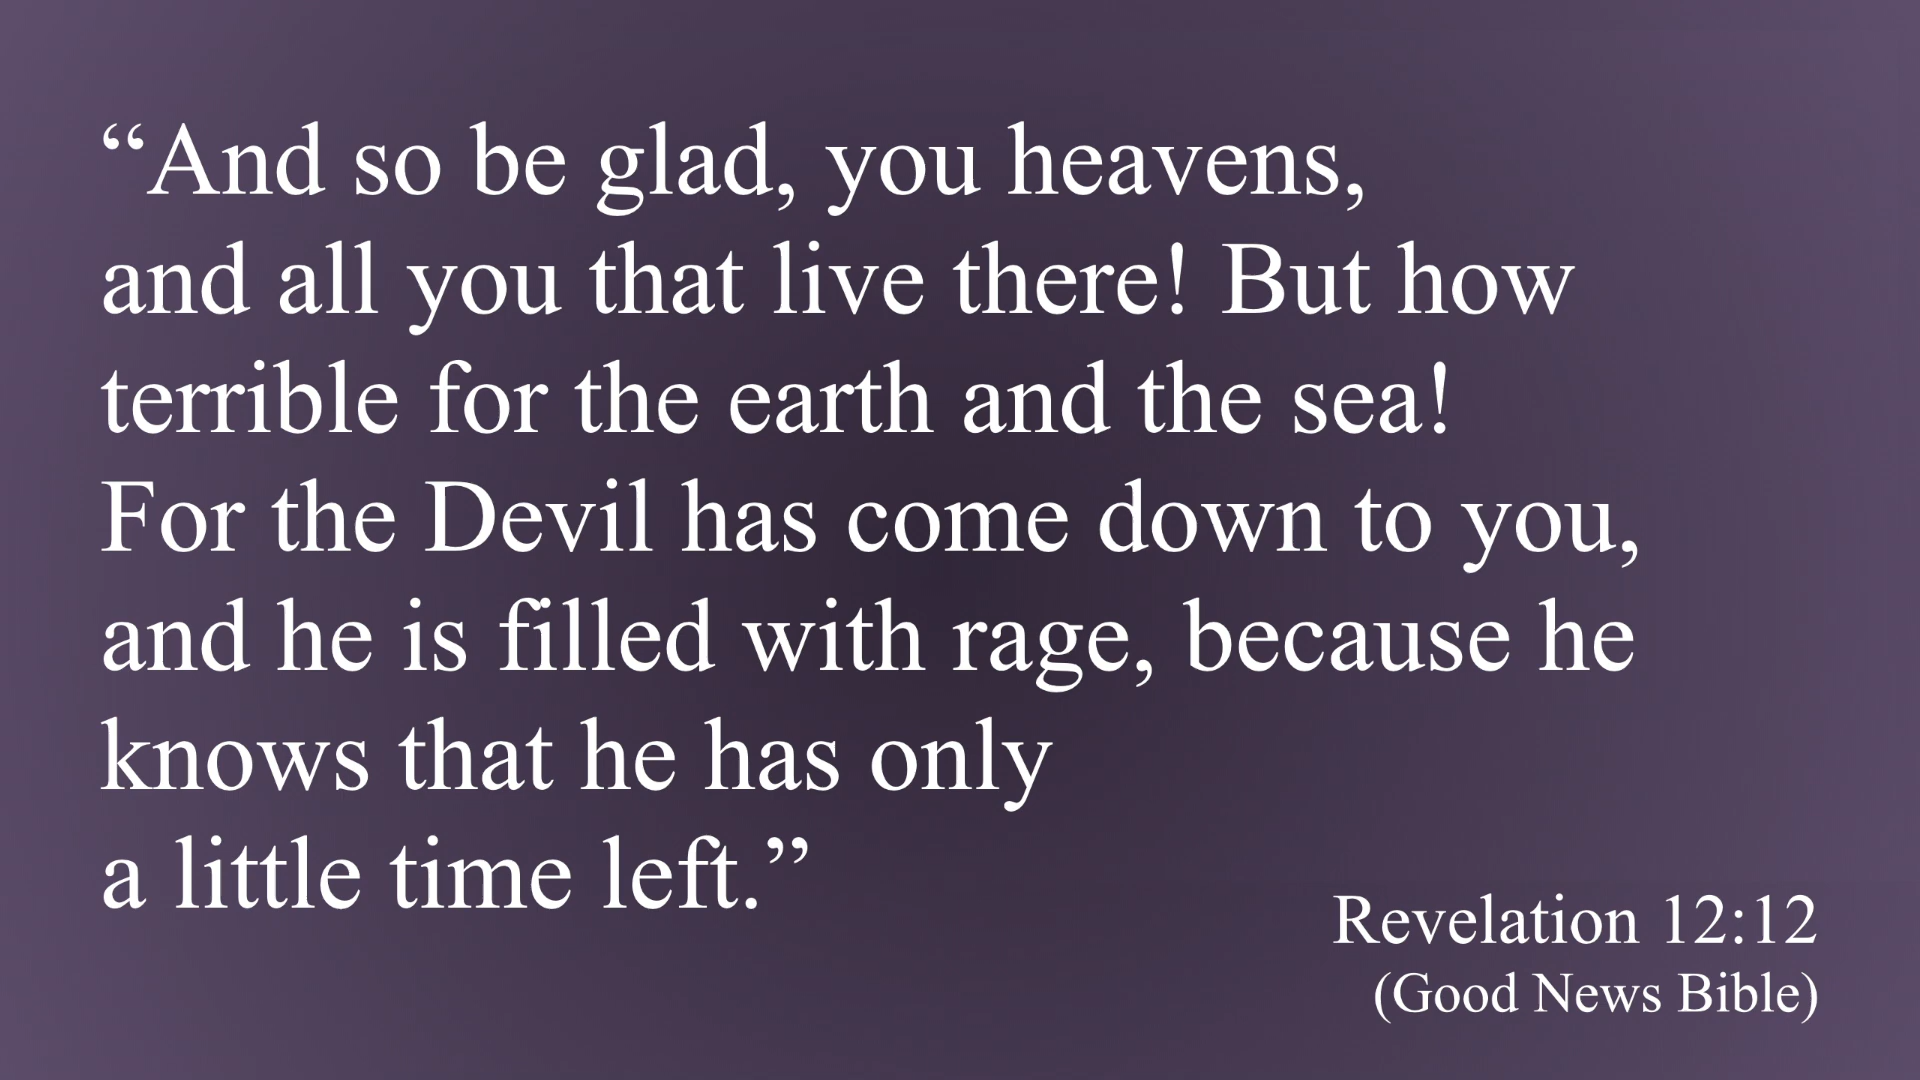 “And so be glad, you heavens,
and all you that live there! But how
terrible for the earth and the sea!
For the Devil has come down to you,
and he is filled with rage, because he
knows that he has only
a little time left.”
Revelation 12:12
(Good News Bible)